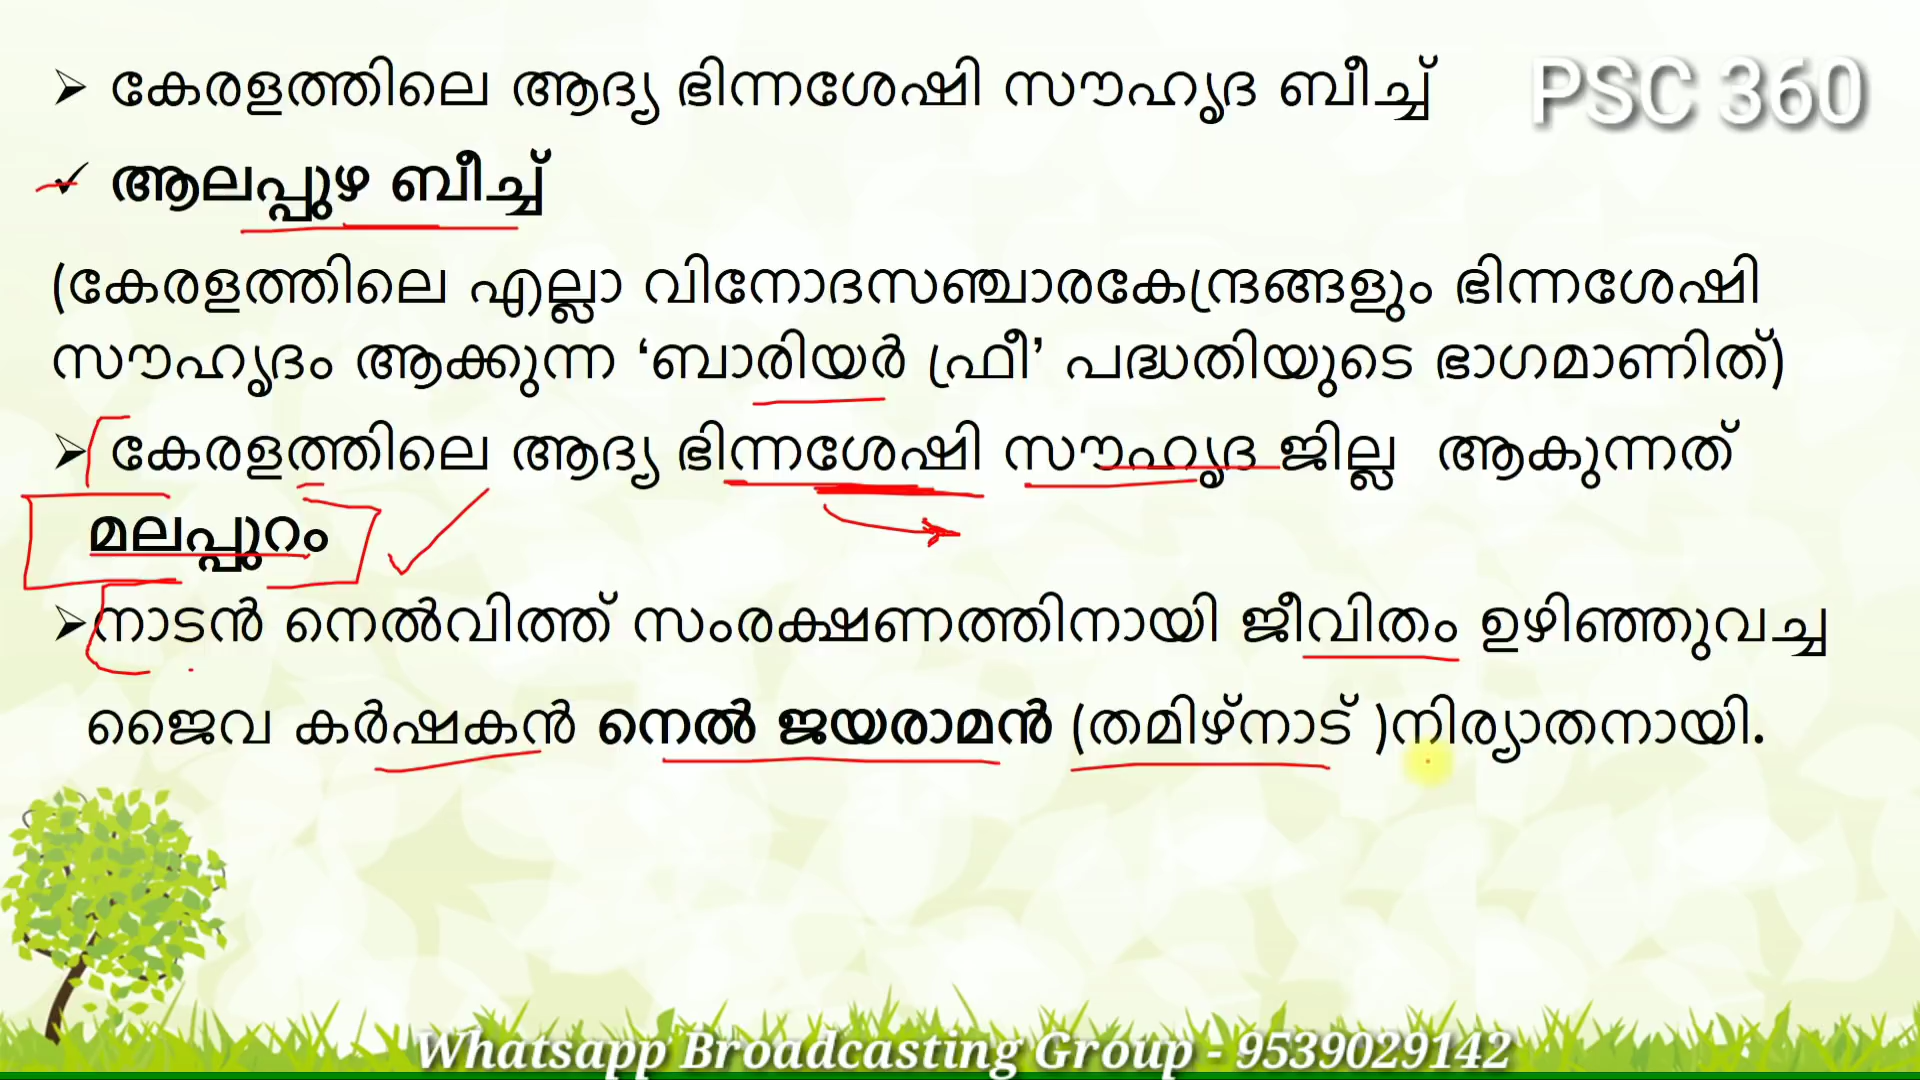 കേരളത്തിലെ ആദ്യ ഭിന്നശേഷി സൗഹൃദ ബീച്ച്
PSC 360
ആലപ്പുഴ ബീച്ച്
(കേരളത്തിലെ എല്ലാ വിനോദസഞ്ചാരകേന്ദ്രങ്ങളും ഭിന്നശേഷി
സൗഹൃദം ആക്കുന്ന ‘ബാരിയർ ഫ്രീ’ പദ്ധതിയുടെ ഭാഗമാണിത്)
കേരളത്തിലെ ആദ്യ ഭിന്നശേഷി സൗഹൃദ ജില്ല ആകുന്നത്
മലപ്പുറം
നാടൻ നെൽവിത്ത് സംരക്ഷണത്തിനായി ജീവിതം ഉഴിഞ്ഞുവച്ച
ജൈവ കർഷകൻ നെൽ ജയരാമൻ (തമിഴ്നാട് )നിര്യാതനായി.
Whatsapp Broadcasting Group - 9539029142